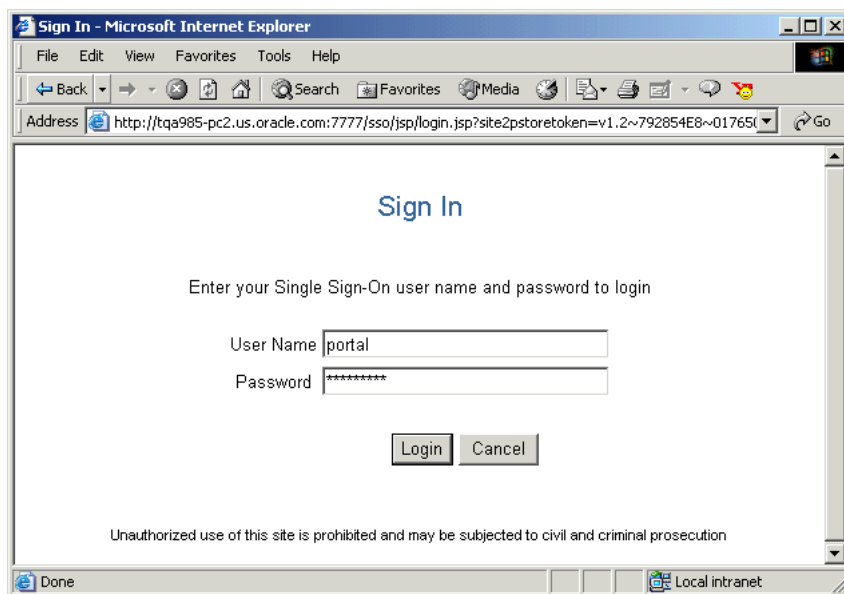 Sign In - Microsoft Internet Explorer
File Edit View Favorites Tools Help
Back Search Favorites Media
Address http://tqa985-pc2.us.oracle.com:7777/sso/jsp/login.jsp?site2pstoretoken=v1.2~792854E8~01765( Go
Sign In
Enter your Single Sign-On user name and password to login
User Name portal
Password *********
Login Cancel
Unauthorized use of this site is prohibited and may be subjected to civil and criminal prosecution
Done Local intranet